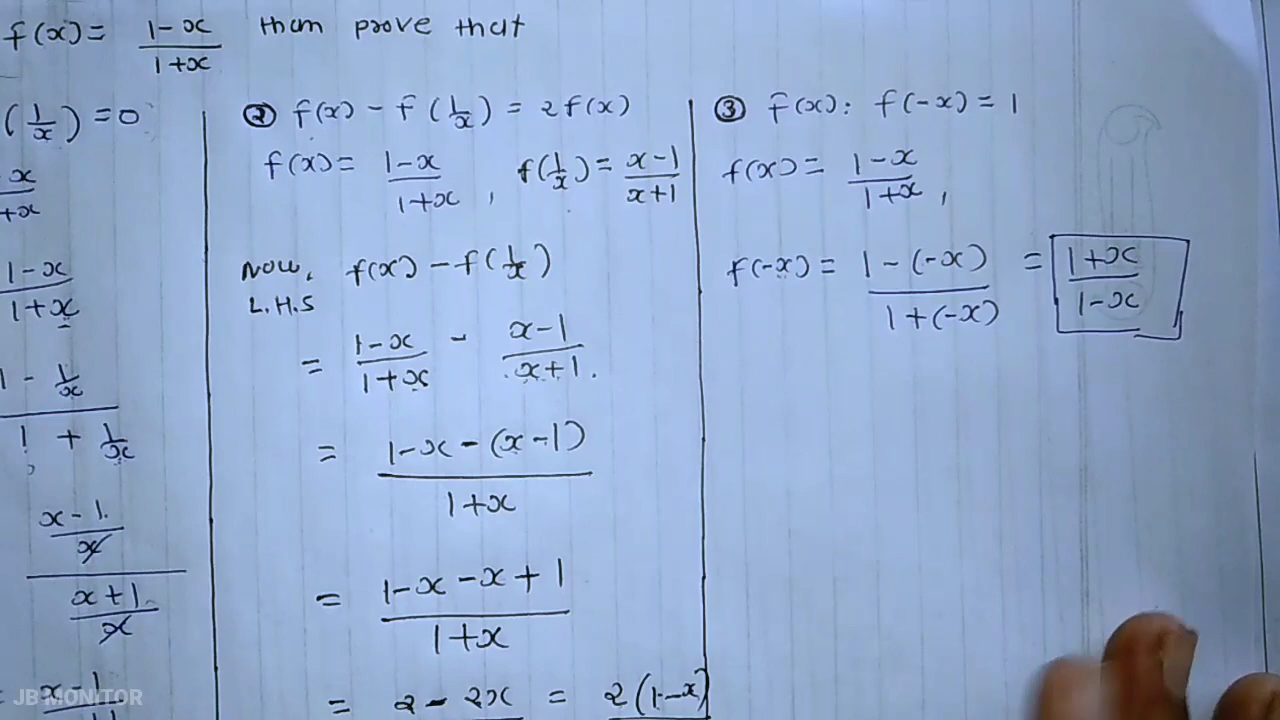 f(x) = 1-x / 1+x then prove that
(1/x) = 0
x / +x
1-x / 1+x
1 - 1/x / 1 + 1/x
x-1 / x / x+1 / x
= x-1
② f(x) - f(1/x) = 2f(x)
f(x) = 1-x / 1+x , f(1/x) = x-1 / x+1
Now, f(x) - f(1/x)
L.H.S
= 1-x / 1+x - x-1 / x+1
= 1-x-(x-1) / 1+x
= 1-x-x+1 / 1+x
= 2-2x = 2(1-x)
③ f(x). f(-x) = 1
f(x) = 1-x / 1+x ,
f(-x) = 1-(-x) / 1+(-x) = 1+x / 1-x
JB MONITOR